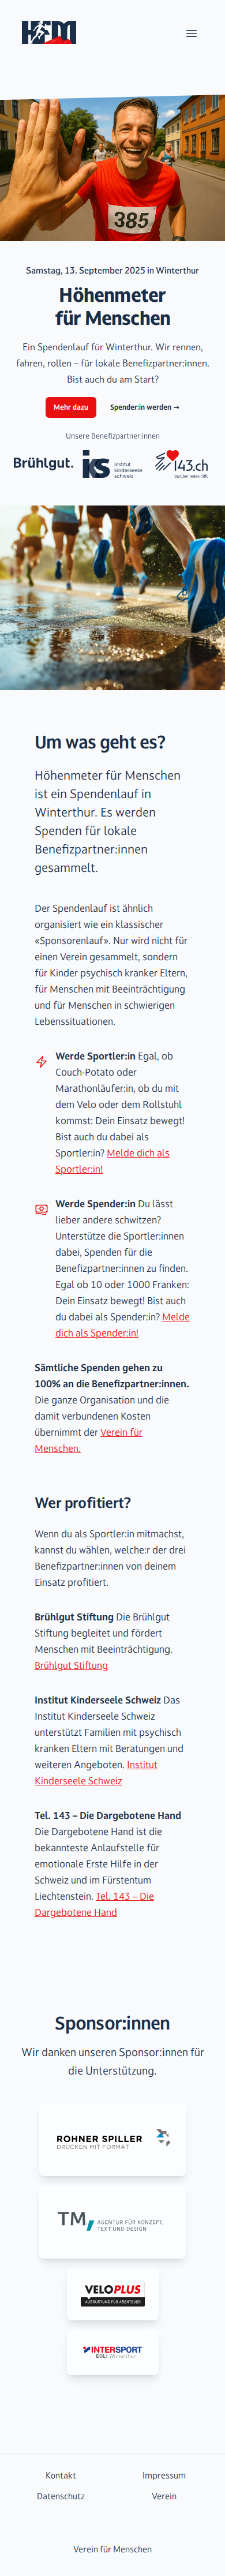 HFM
385
Samstag, 13. September 2025 in Winterthur
Höhenmeter
für Menschen
Ein Spendenlauf für Winterthur. Wir rennen,
fahren, rollen – für lokale Benefizpartner:innen.
Bist auch du am Start?
Mehr dazu
Spender:in werden →
Unsere Benefizpartner:innen
Brühlgut.
iks
institut
kinderseele
schweiz
143.ch
Um was geht es?
Höhenmeter für Menschen
ist ein Spendenlauf in
Winterthur. Es werden
Spenden für lokale
Benefizpartner:innen
gesammelt.
Der Spendenlauf ist ähnlich
organisiert wie ein klassischer
«Sponsorenlauf». Nur wird nicht für
einen Verein gesammelt, sondern
für Kinder psychisch kranker Eltern,
für Menschen mit Beeinträchtigung
und für Menschen in schwierigen
Lebenssituationen.
Werde Sportler:in Egal, ob
Couch-Potato oder
Marathonläufer:in, ob du mit
dem Velo oder dem Rollstuhl
kommst: Dein Einsatz bewegt!
Bist auch du dabei als
Sportler:in? Melde dich als
Sportler:in!
Werde Spender:in Du lässt
lieber andere schwitzen?
Unterstütze die Sportler:innen
dabei, Spenden für die
Benefizpartner:innen zu finden.
Egal ob 10 oder 1000 Franken:
Dein Einsatz bewegt! Bist auch
du dabei als Spender:in? Melde
dich als Spender:in!
Sämtliche Spenden gehen zu
100% an die Benefizpartner:innen.
Die ganze Organisation und die
damit verbundenen Kosten
übernimmt der Verein für
Menschen.
Wer profitiert?
Wenn du als Sportler:in mitmachst,
kannst du wählen, welche:r der drei
Benefizpartner:innen von deinem
Einsatz profitiert.
Brühlgut Stiftung Die Brühlgut
Stiftung begleitet und fördert
Menschen mit Beeinträchtigung.
Brühlgut Stiftung
Institut Kinderseele Schweiz Das
Institut Kinderseele Schweiz
unterstützt Familien mit psychisch
kranken Eltern mit Beratungen und
weiteren Angeboten. Institut
Kinderseele Schweiz
Tel. 143 – Die Dargebotene Hand
Die Dargebotene Hand ist die
bekannteste Anlaufstelle für
emotionale Erste Hilfe in der
Schweiz und im Fürstentum
Liechtenstein. Tel. 143 – Die
Dargebotene Hand
Sponsor:innen
Wir danken unseren Sponsor:innen für
die Unterstützung.
ROHNER SPILLER
DRUCKEN MIT FORMAT
TM
AGENTUR FÜR KONZEPT,
TEXT UND DESIGN
VELOPLUS
AUSRÜSTUNG FÜR ABENTEUER
INTERSPORT
EGLI Winterthur
Kontakt
Impressum
Datenschutz
Verein
Verein für Menschen